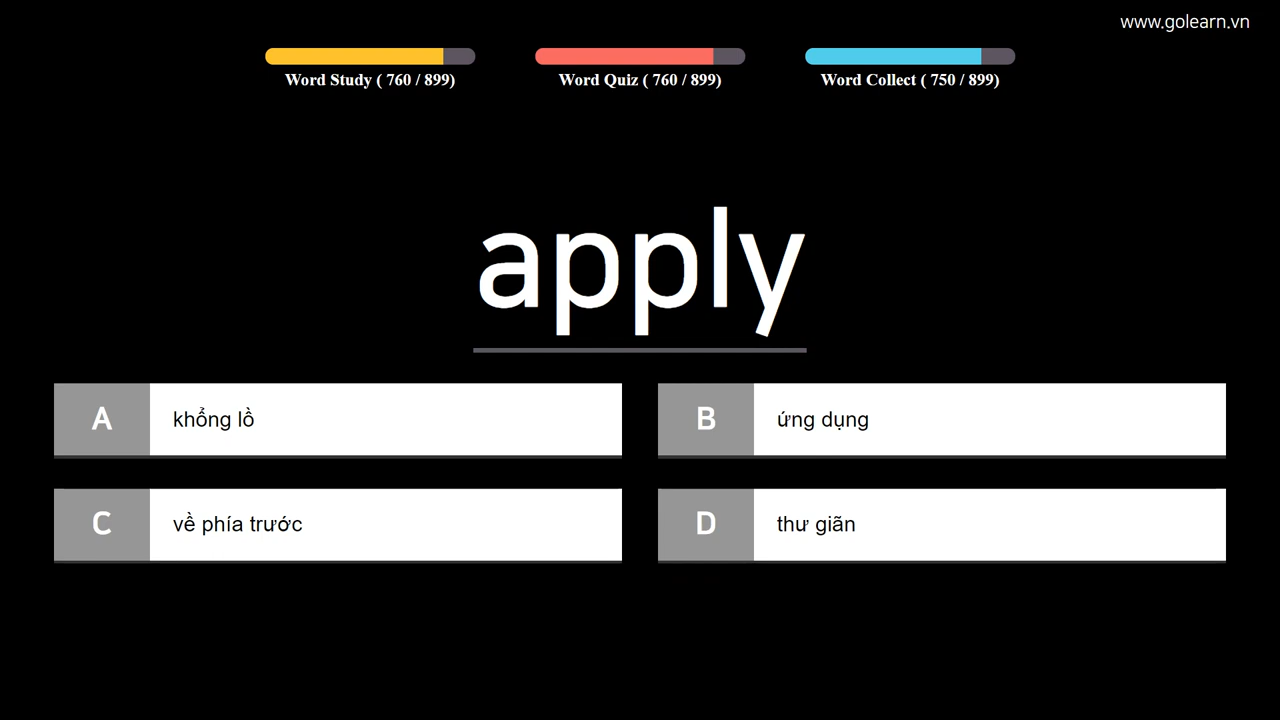 www.golearn.vn
Word Study ( 760 / 899)
Word Quiz ( 760 / 899)
Word Collect ( 750 / 899)
apply
A khổng lồ
B ứng dụng
C về phía trước
D thư giãn